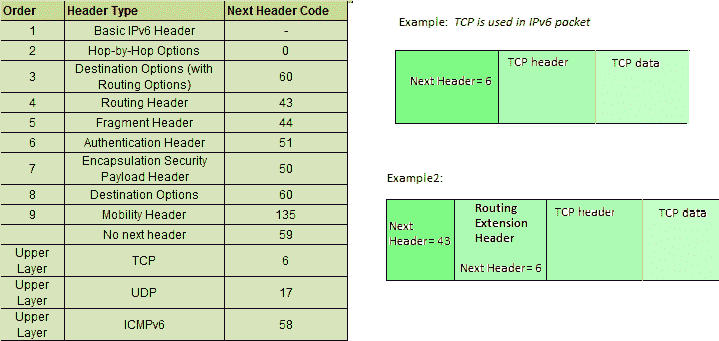 Order Header Type Next Header Code
1 Basic IPv6 Header -
2 Hop-by-Hop Options 0
3 Destination Options (with Routing Options) 60
4 Routing Header 43
5 Fragment Header 44
6 Authentication Header 51
7 Encapsulation Security Payload Header 50
8 Destination Options 60
9 Mobility Header 135
No next header 59
Upper Layer TCP 6
Upper Layer UDP 17
Upper Layer ICMPv6 58
Example: TCP is used in IPv6 packet
Next Header= 6
TCP header
TCP data
Example2:
Next
Header= 43
Routing
Extension
Header
Next Header= 6
TCP header
TCP data